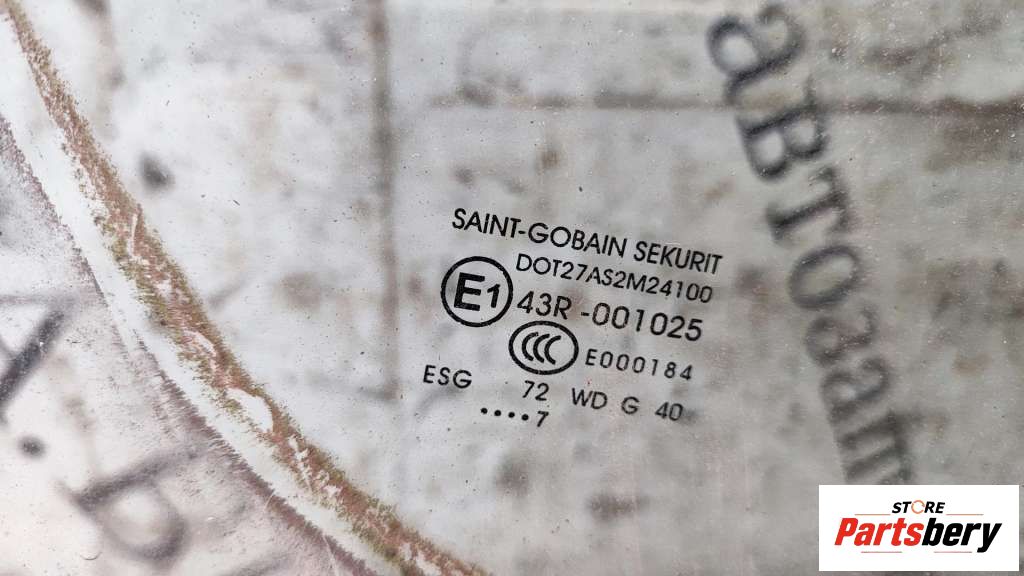 SAINT-GOBAIN SEKURIT
DOT27AS2M24100
E1 43R -001025
CCC E000184
ESG 72 WD G 40
••••7
STORE
Partsbery